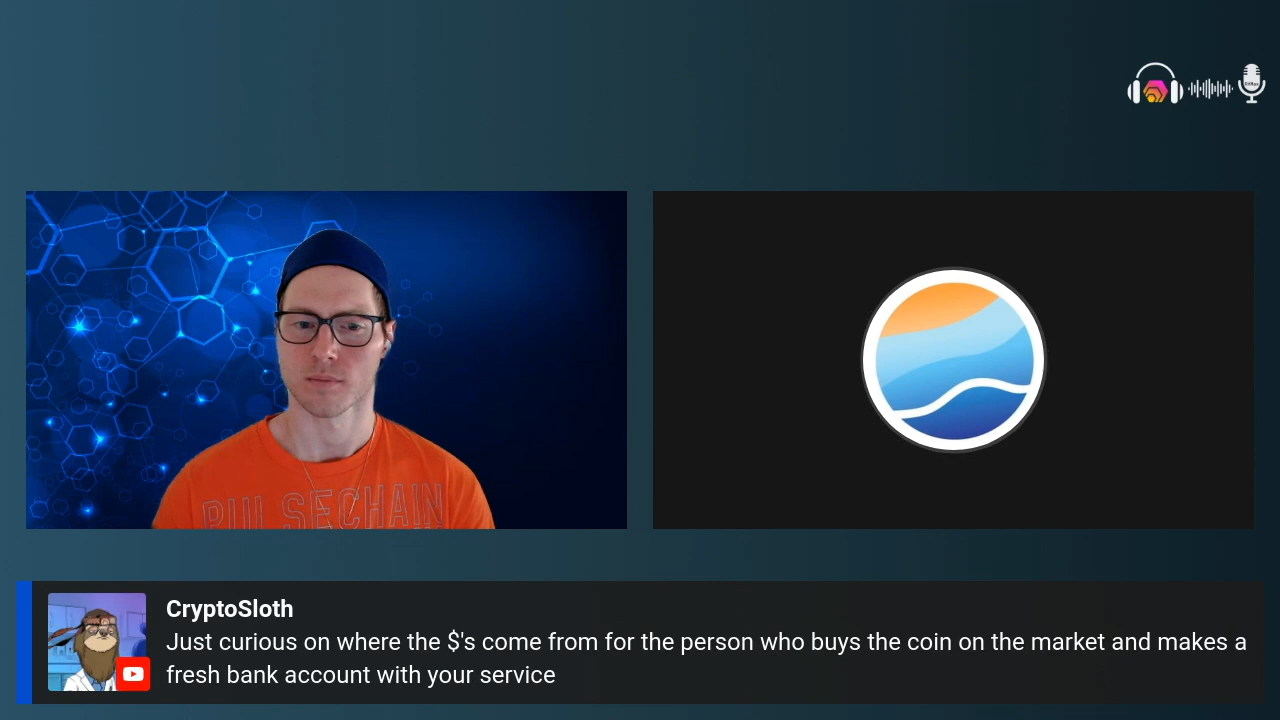 PULSECHAIN
CryptoSloth
Just curious on where the $'s come from for the person who buys the coin on the market and makes a
fresh bank account with your service